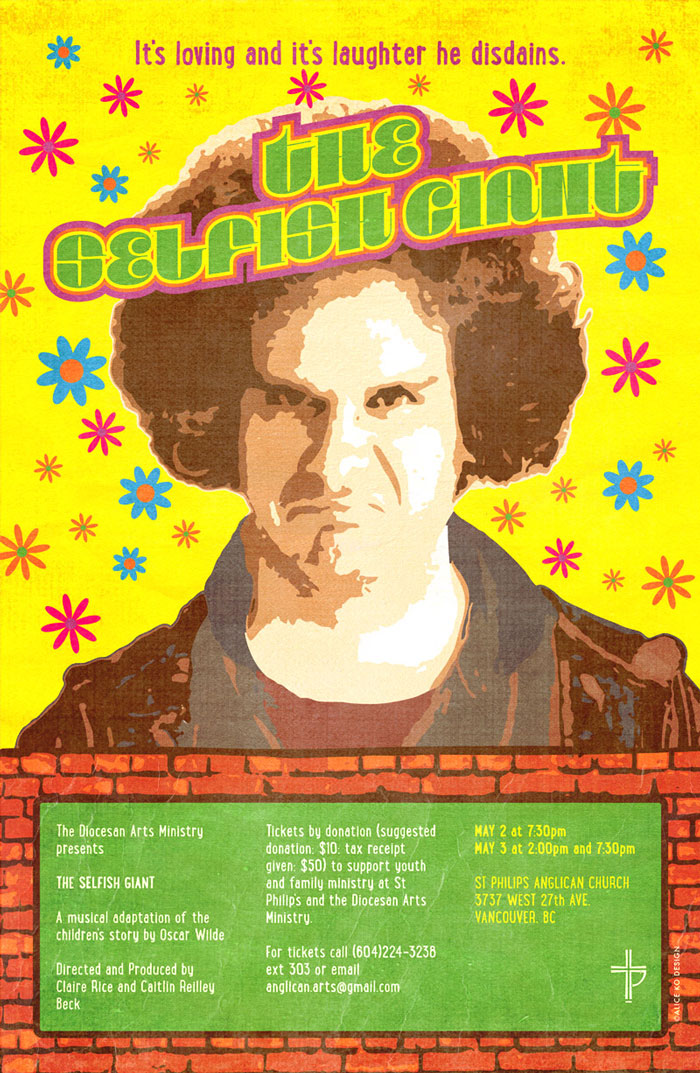 It's loving and it's laughter he disdains.
THE
SELFISH GIANT
The Diocesan Arts Ministry
presents
THE SELFISH GIANT
A musical adaptation of the
children's story by Oscar Wilde
Directed and Produced by
Claire Rice and Caitlin Reilley
Beck
Tickets by donation (suggested
donation: $10; tax receipt
given: $50) to support youth
and family ministry at St
Philip's and the Diocesan Arts
Ministry.
For tickets call (604)224-3238
ext 303 or email
anglican.arts@gmail.com
MAY 2 at 7:30pm
MAY 3 at 2:00pm and 7:30pm
ST PHILIP'S ANGLICAN CHURCH
3737 WEST 27th AVE.
VANCOUVER, BC
©ALICE KO DESIGN